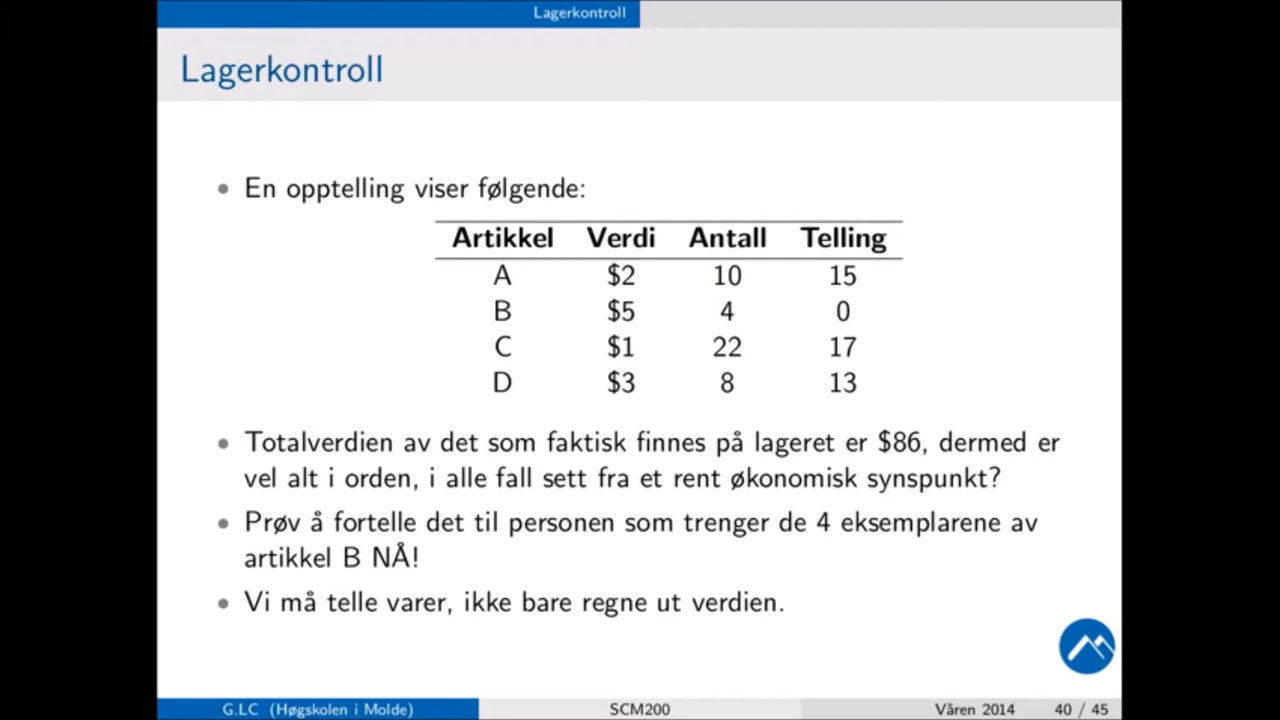 Lagerkontroll
Lagerkontroll
• En opptelling viser følgende:
Artikkel Verdi Antall Telling
A $2 10 15
B $5 4 0
C $1 22 17
D $3 8 13
• Totalverdien av det som faktisk finnes på lageret er $86, dermed er
vel alt i orden, i alle fall sett fra et rent økonomisk synspunkt?
• Prøv å fortelle det til personen som trenger de 4 eksemplarene av
artikkel B NÅ!
• Vi må telle varer, ikke bare regne ut verdien.
G.LC (Høgskolen i Molde) SCM200 Våren 2014 40 / 45